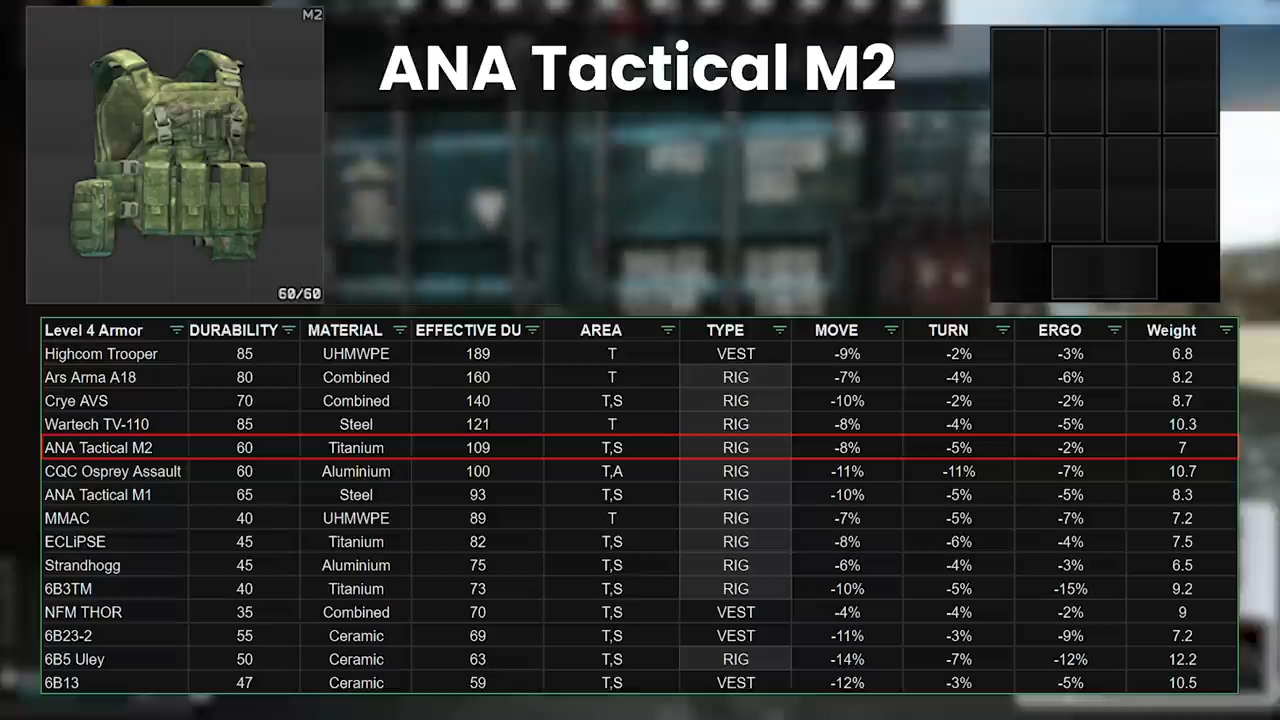 M2
ANA Tactical M2
60/60
Level 4 Armor DURABILITY MATERIAL EFFECTIVE DU AREA TYPE MOVE TURN ERGO Weight
Highcom Trooper 85 UHMWPE 189 T VEST -9% -2% -3% 6.8
Ars Arma A18 80 Combined 160 T RIG -7% -4% -6% 8.2
Crye AVS 70 Combined 140 T,S RIG -10% -2% -2% 8.7
Wartech TV-110 85 Steel 121 T RIG -8% -4% -5% 10.3
ANA Tactical M2 60 Titanium 109 T,S RIG -8% -5% -2% 7
CQC Osprey Assault 60 Aluminium 100 T,A RIG -11% -11% -7% 10.7
ANA Tactical M1 65 Steel 93 T,S RIG -10% -5% -5% 8.3
MMAC 40 UHMWPE 89 T RIG -7% -5% -7% 7.2
ECLiPSE 45 Titanium 82 T,S RIG -8% -6% -4% 7.5
Strandhogg 45 Aluminium 75 T,S RIG -6% -4% -3% 6.5
6B3TM 40 Titanium 73 T,S RIG -10% -5% -15% 9.2
NFM THOR 35 Combined 70 T,S VEST -4% -4% -2% 9
6B23-2 55 Ceramic 69 T,S VEST -11% -3% -9% 7.2
6B5 Uley 50 Ceramic 63 T,S RIG -14% -7% -12% 12.2
6B13 47 Ceramic 59 T,S VEST -12% -3% -5% 10.5